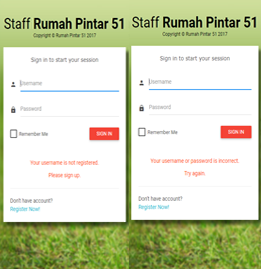 Staff Rumah Pintar 51
Copyright © Rumah Pintar 51 2017
Sign in to start your session
Username
Password
Remember Me
SIGN IN
Your username is not registered.
Please sign up.
Don't have account?
Register Now!
Staff Rumah Pintar 51
Copyright © Rumah Pintar 51 2017
Sign in to start your session
Username
Password
Remember Me
SIGN IN
Your username or password is incorrect.
Try again.
Don't have account?
Register Now!